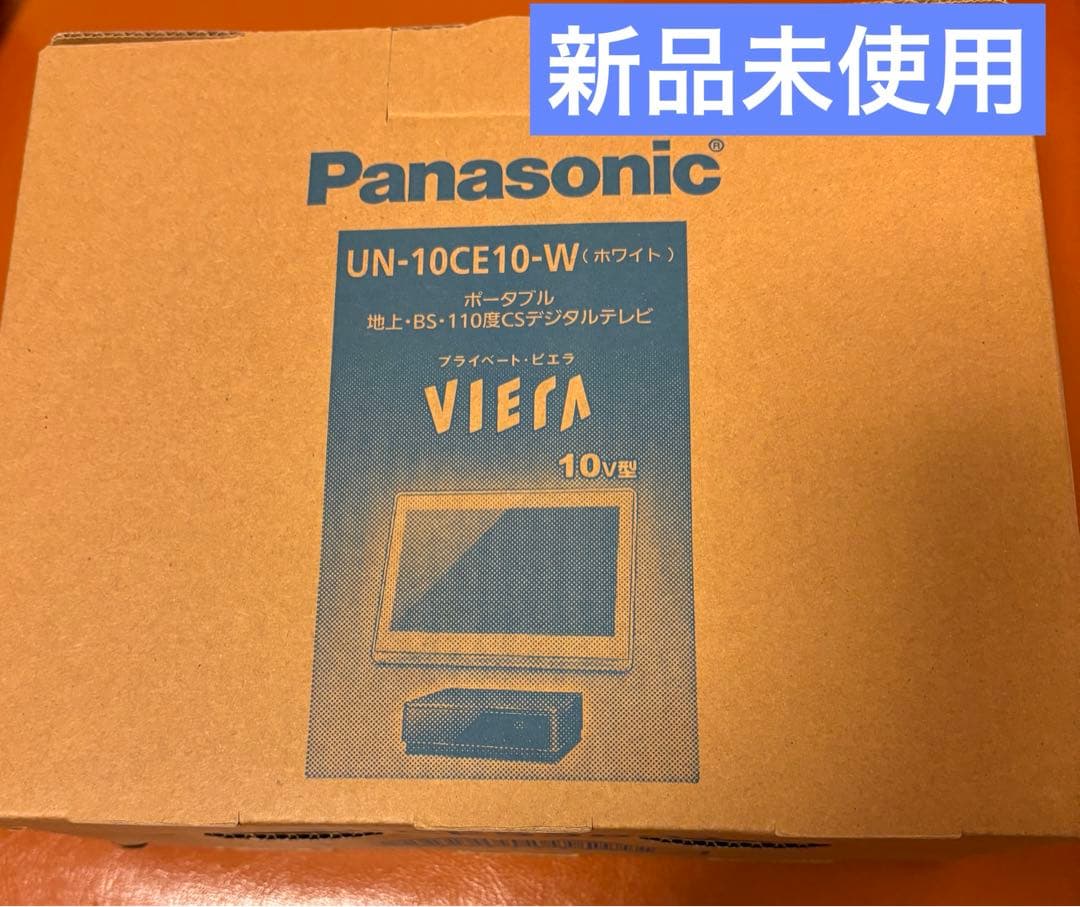 新品未使用
Panasonic®
UN-10CE10-W（ホワイト）
ポータブル
地上・BS・110度CSデジタルテレビ
プライベート・ビエラ
VIErA
10V型